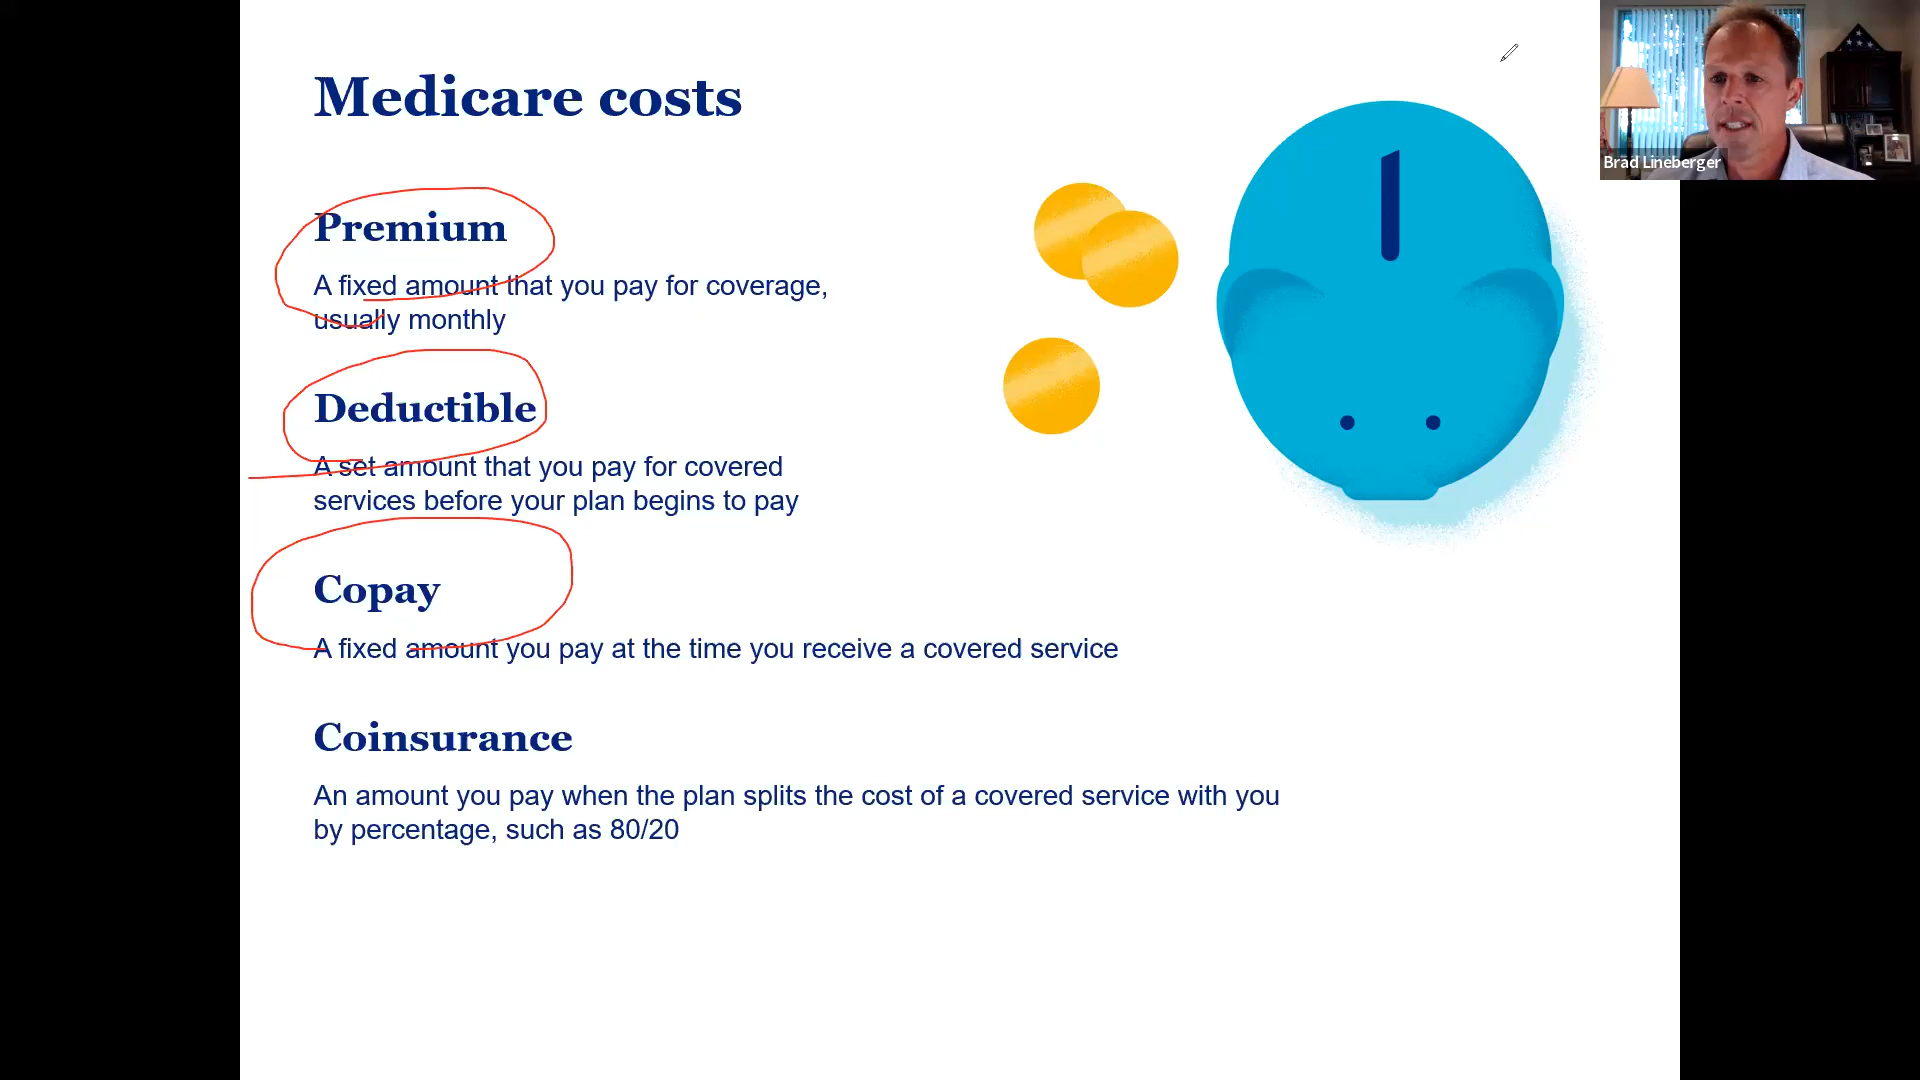 Medicare costs
Brad Lineberger
Premium
A fixed amount that you pay for coverage,
usually monthly
Deductible
A set amount that you pay for covered
services before your plan begins to pay
Copay
A fixed amount you pay at the time you receive a covered service
Coinsurance
An amount you pay when the plan splits the cost of a covered service with you
by percentage, such as 80/20